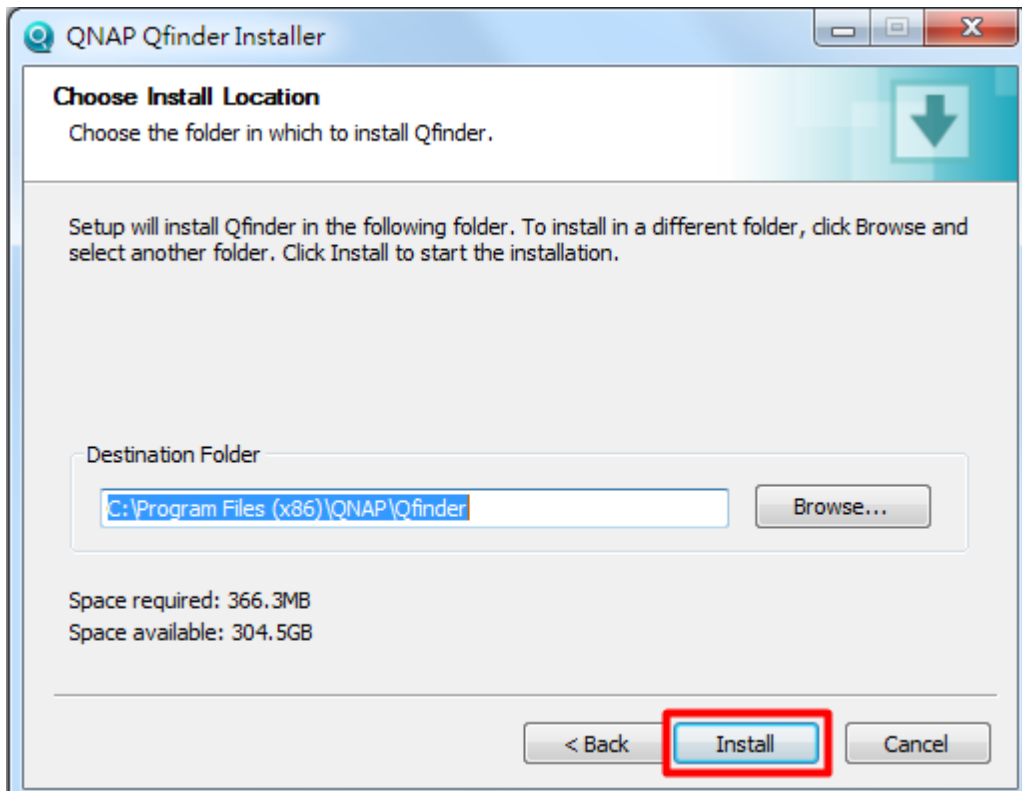 QNAP Qfinder Installer
Choose Install Location
Choose the folder in which to install Qfinder.
Setup will install Qfinder in the following folder. To install in a different folder, click Browse and
select another folder. Click Install to start the installation.
Destination Folder
C:\Program Files (x86)\QNAP\Qfinder
Browse...
Space required: 366.3MB
Space available: 304.5GB
< Back
Install
Cancel